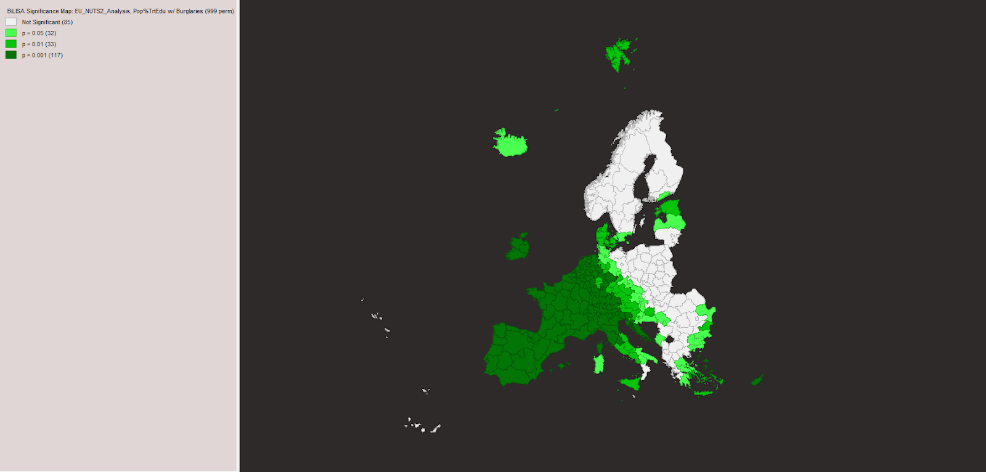 BiLISA Significance Map: EU_NUTS2_Analysis, Pop%TrtEdu w/ Burglaries (999 perm)
Not Significant (85)
p = 0.05 (32)
p = 0.01 (33)
p = 0.001 (117)